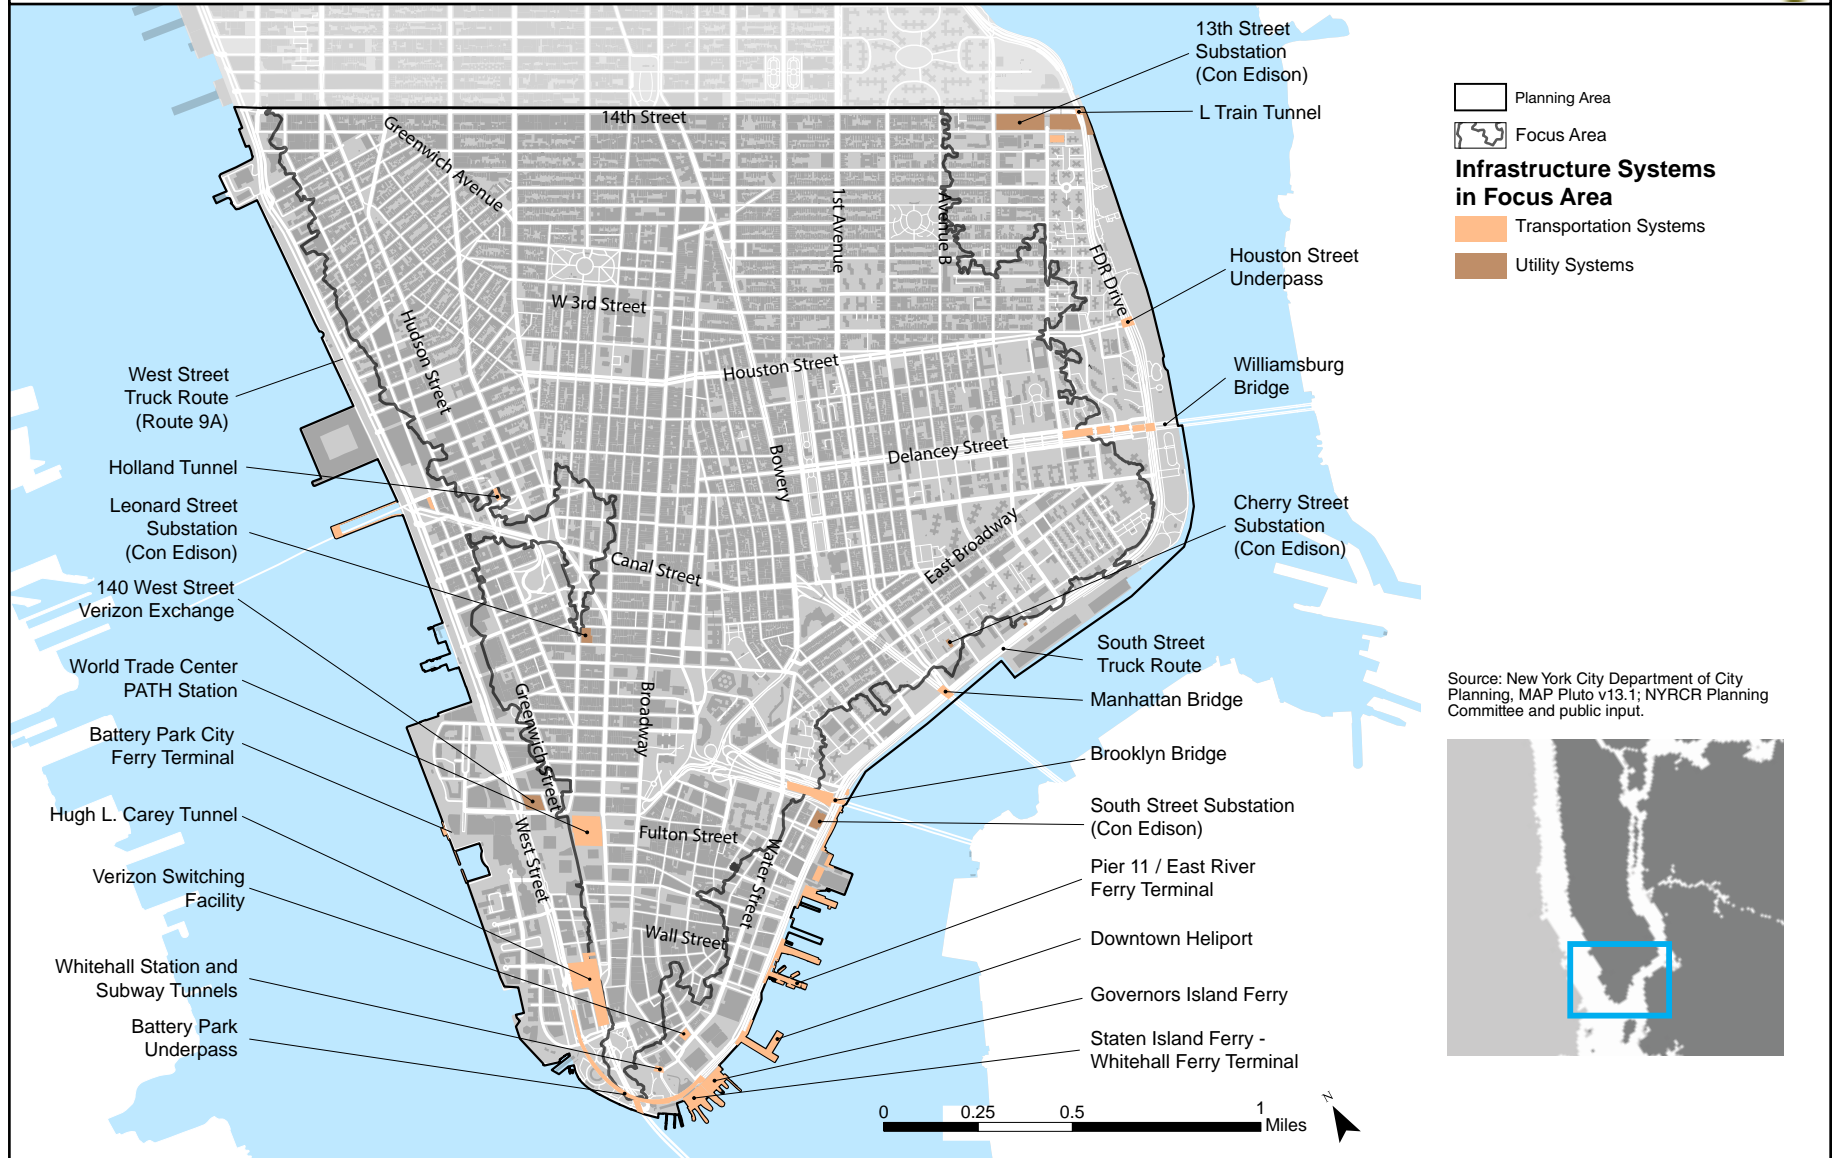 13th Street
Substation
(Con Edison)
L Train Tunnel
14th Street
Greenwich Avenue
1st Avenue
Avenue B
FDR Drive
Houston Street
Underpass
W 3rd Street
Hudson Street
Houston Street
Williamsburg
Bridge
West Street
Truck Route
(Route 9A)
Bowery
Delancey Street
Holland Tunnel
Leonard Street
Substation
(Con Edison)
Cherry Street
Substation
(Con Edison)
East Broadway
Canal Street
140 West Street
Verizon Exchange
South Street
Truck Route
World Trade Center
PATH Station
Manhattan Bridge
Greenwich Street
Broadway
Battery Park City
Ferry Terminal
Brooklyn Bridge
Hugh L. Carey Tunnel
South Street Substation
(Con Edison)
West Street
Fulton Street
Water Street
Verizon Switching
Facility
Pier 11 / East River
Ferry Terminal
Wall Street
Downtown Heliport
Whitehall Station and
Subway Tunnels
Governors Island Ferry
Battery Park
Underpass
Staten Island Ferry -
Whitehall Ferry Terminal
0 0.25 0.5 1
Miles
N
Planning Area
Focus Area
Infrastructure Systems
in Focus Area
Transportation Systems
Utility Systems
Source: New York City Department of City
Planning, MAP Pluto v13.1; NYRCR Planning
Committee and public input.